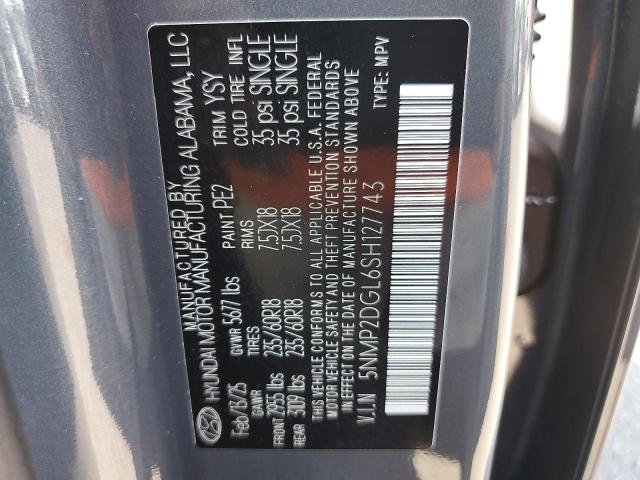 MANUFACTURED BY
HYUNDAI MOTOR MANUFACTURING ALABAMA, LLC
Feb/13/25 GVWR 5677 lbs PAINT PE2 TRIM YSY
GAWR TIRES RIMS COLD TIRE INFL
FRONT 2955 lbs 235/60R18 7.5JX18 35 psi SINGLE
REAR 3109 lbs 235/60R18 7.5JX18 35 psi SINGLE
THIS VEHICLE CONFORMS TO ALL APPLICABLE U.S.A. FEDERAL
MOTOR VEHICLE SAFETY AND THEFT PREVENTION STANDARDS
IN EFFECT ON THE DATE OF MANUFACTURE SHOWN ABOVE
V.I.N 5NMP2DGL6SH127743 TYPE: MPV